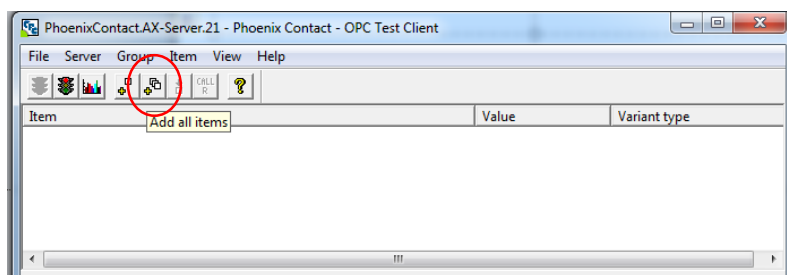 PhoenixContact.AX-Server.21 - Phoenix Contact - OPC Test Client
File Server Group Item View Help
CALL R
Item Value Variant type
Add all items